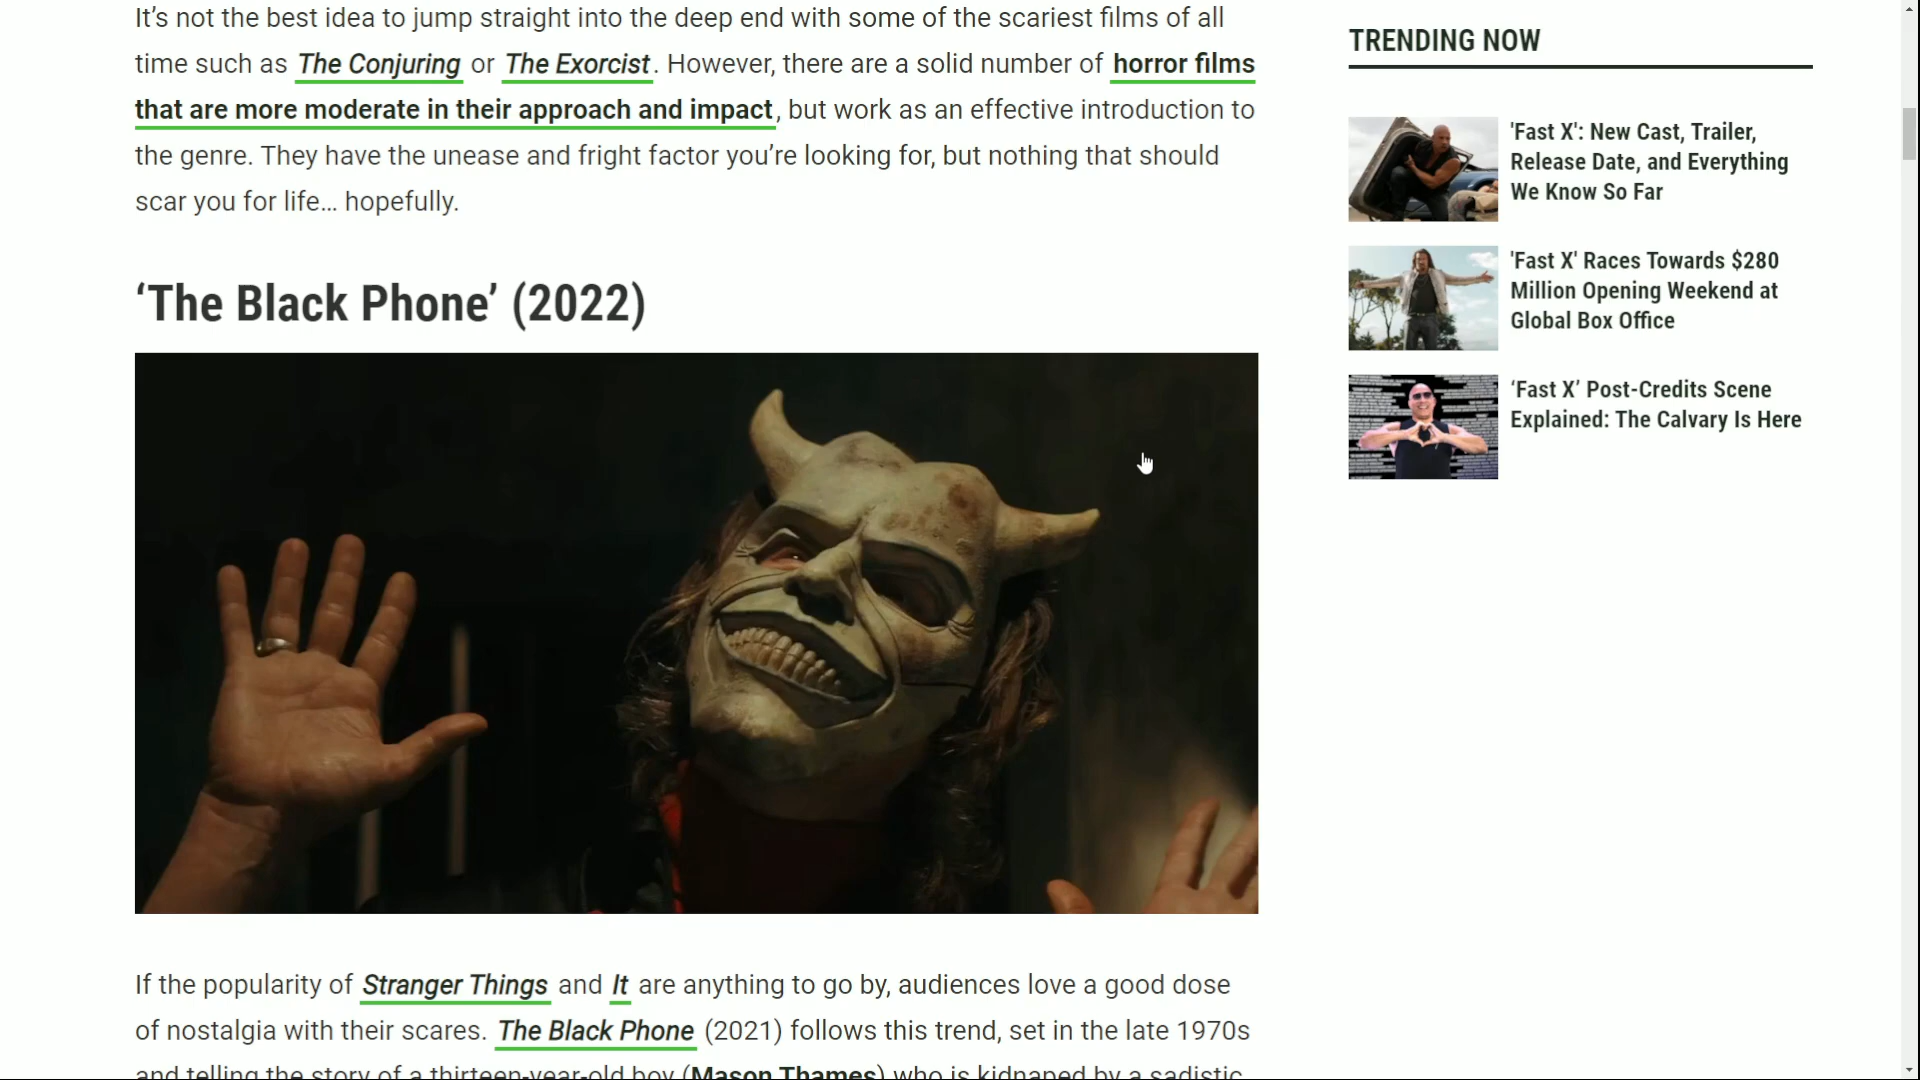 It’s not the best idea to jump straight into the deep end with some of the scariest films of all
time such as The Conjuring or The Exorcist. However, there are a solid number of horror films
that are more moderate in their approach and impact, but work as an effective introduction to
the genre. They have the unease and fright factor you’re looking for, but nothing that should
scar you for life... hopefully.
‘The Black Phone’ (2022)
If the popularity of Stranger Things and It are anything to go by, audiences love a good dose
of nostalgia with their scares. The Black Phone (2021) follows this trend, set in the late 1970s
and telling the story of a thirteen-year-old boy (Mason Thames) who is kidnaped by a sadistic
TRENDING NOW
'Fast X': New Cast, Trailer,
Release Date, and Everything
We Know So Far
'Fast X' Races Towards $280
Million Opening Weekend at
Global Box Office
‘Fast X’ Post-Credits Scene
Explained: The Calvary Is Here